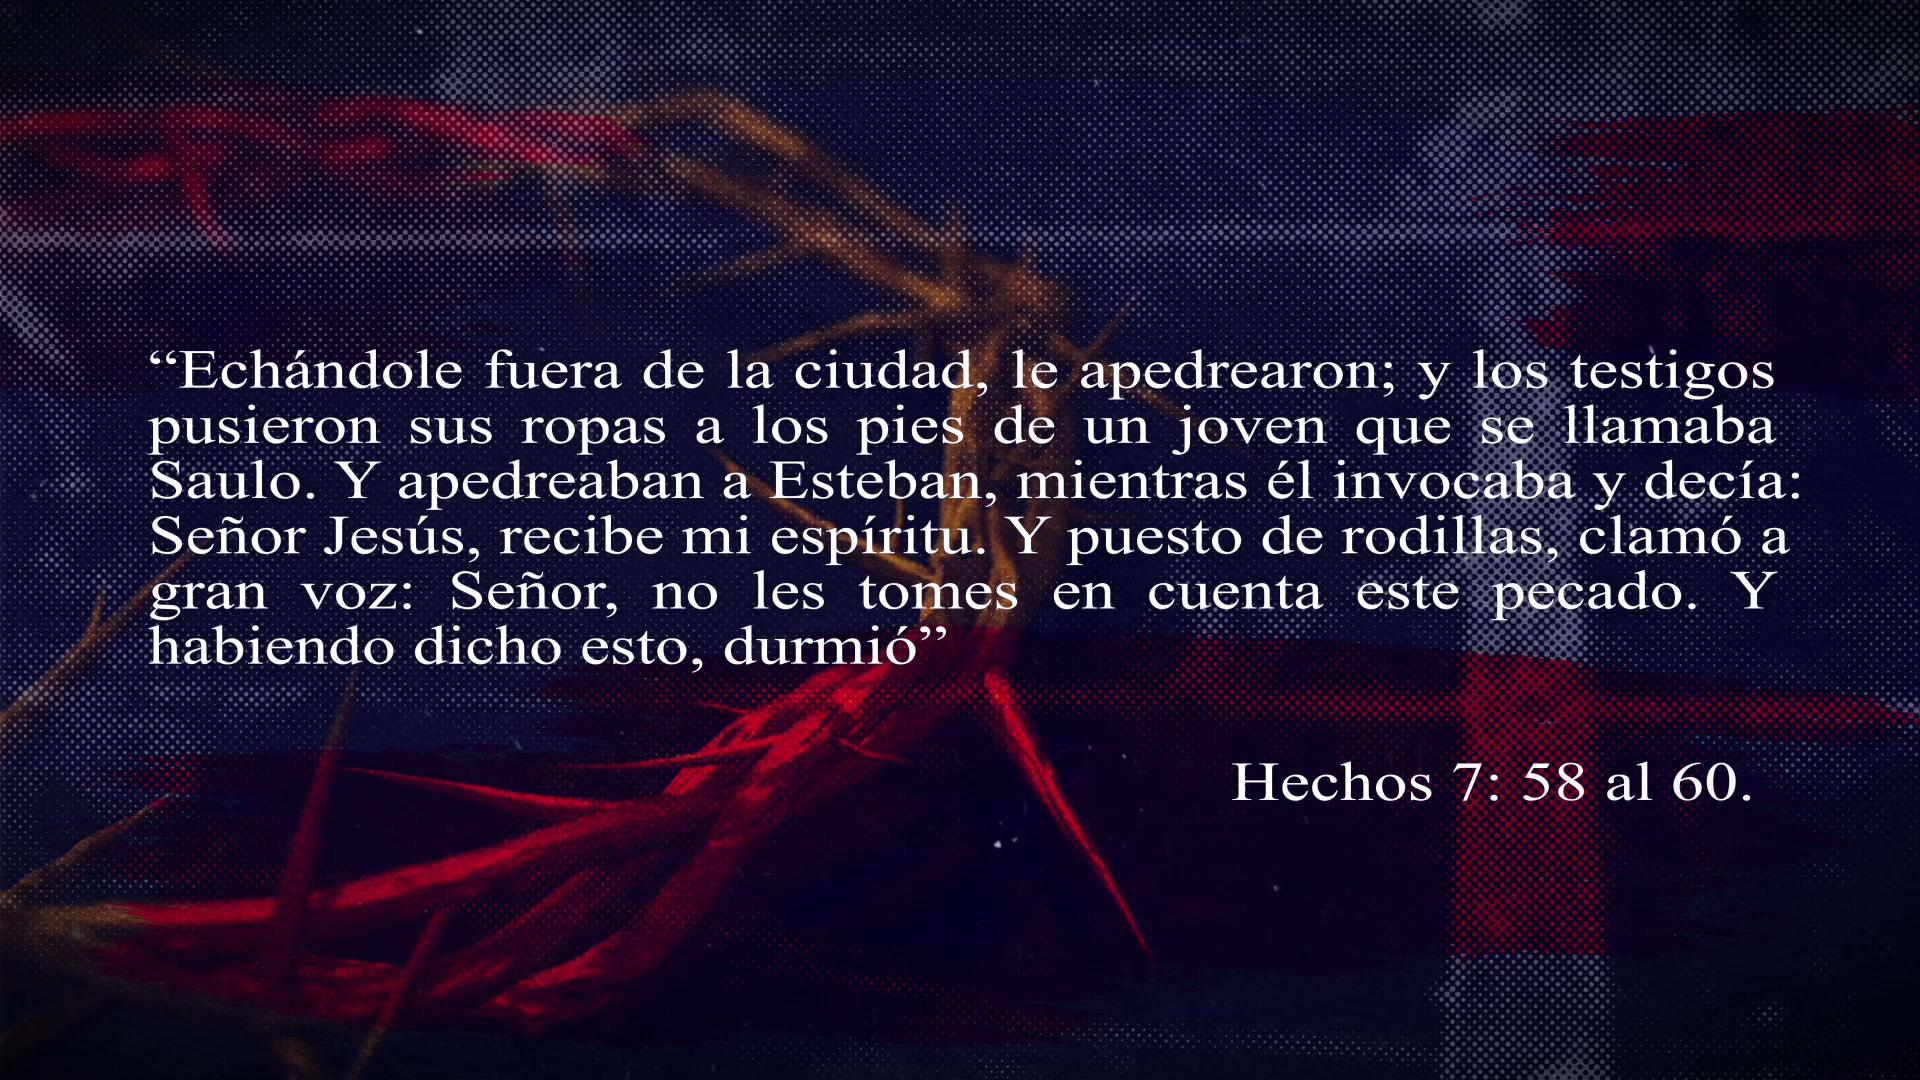 “Echándole fuera de la ciudad, le apedrearon; y los testigos
pusieron sus ropas a los pies de un joven que se llamaba
Saulo. Y apedreaban a Esteban, mientras él invocaba y decía:
Señor Jesús, recibe mi espíritu. Y puesto de rodillas, clamó a
gran voz: Señor, no les tomes en cuenta este pecado. Y
habiendo dicho esto, durmió”
Hechos 7: 58 al 60.